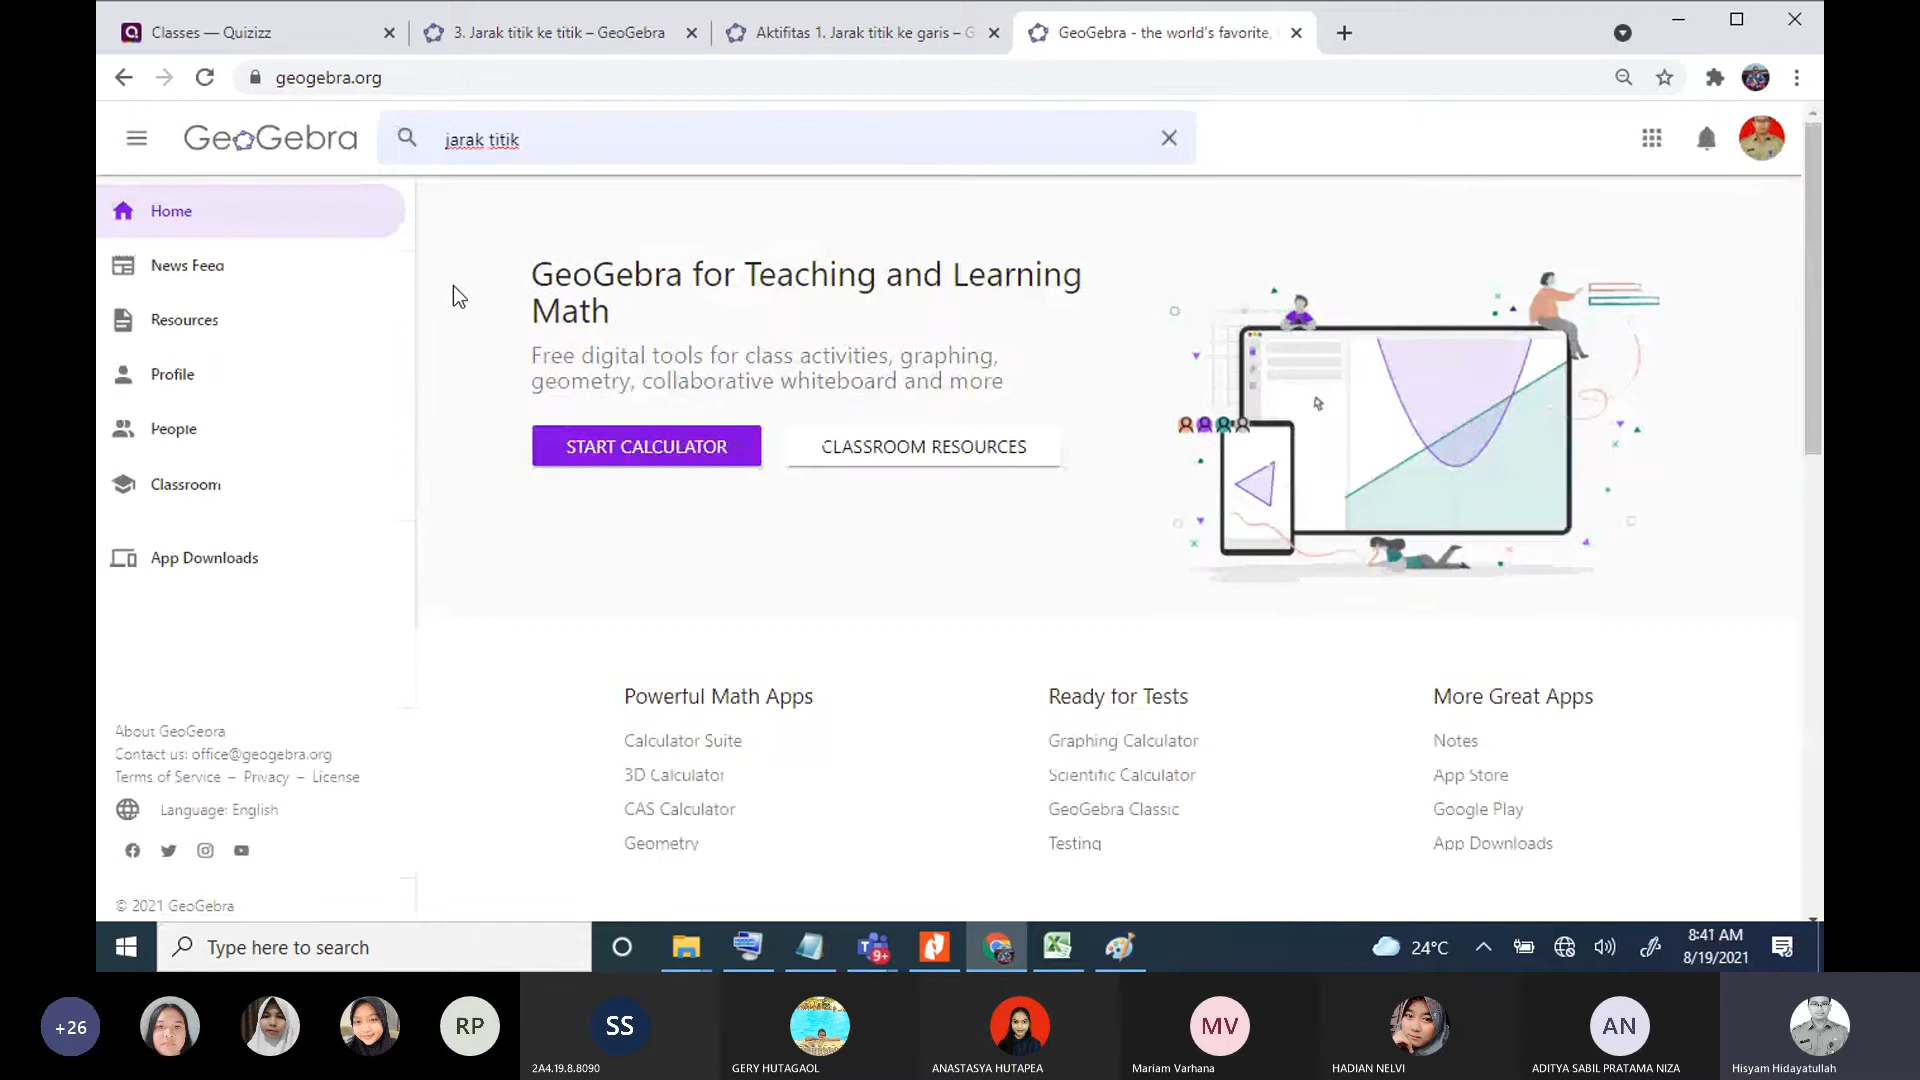 Classes — Quizizz
3. Jarak titik ke titik – GeoGebra
Aktifitas 1. Jarak titik ke garis – G
GeoGebra - the world's favorite,
geogebra.org
GeoGebra
jarak titik
Home
News Feed
Resources
Profile
People
Classroom
App Downloads
GeoGebra for Teaching and Learning
Math
Free digital tools for class activities, graphing,
geometry, collaborative whiteboard and more
START CALCULATOR
CLASSROOM RESOURCES
Powerful Math Apps
Calculator Suite
3D Calculator
CAS Calculator
Geometry
Ready for Tests
Graphing Calculator
Scientific Calculator
GeoGebra Classic
Testing
More Great Apps
Notes
App Store
Google Play
App Downloads
About GeoGebra
Contact us: office@geogebra.org
Terms of Service – Privacy – License
Language: English
© 2021 GeoGebra
Type here to search
9+
24°C
8:41 AM
8/19/2021
+26
RP
SS
MV
AN
2A4.19.8.8090
GERY HUTAGAOL
ANASTASYA HUTAPEA
Mariam Varhana
HADIAN NELVI
ADITYA SABIL PRATAMA NIZA
Hisyam Hidayatullah